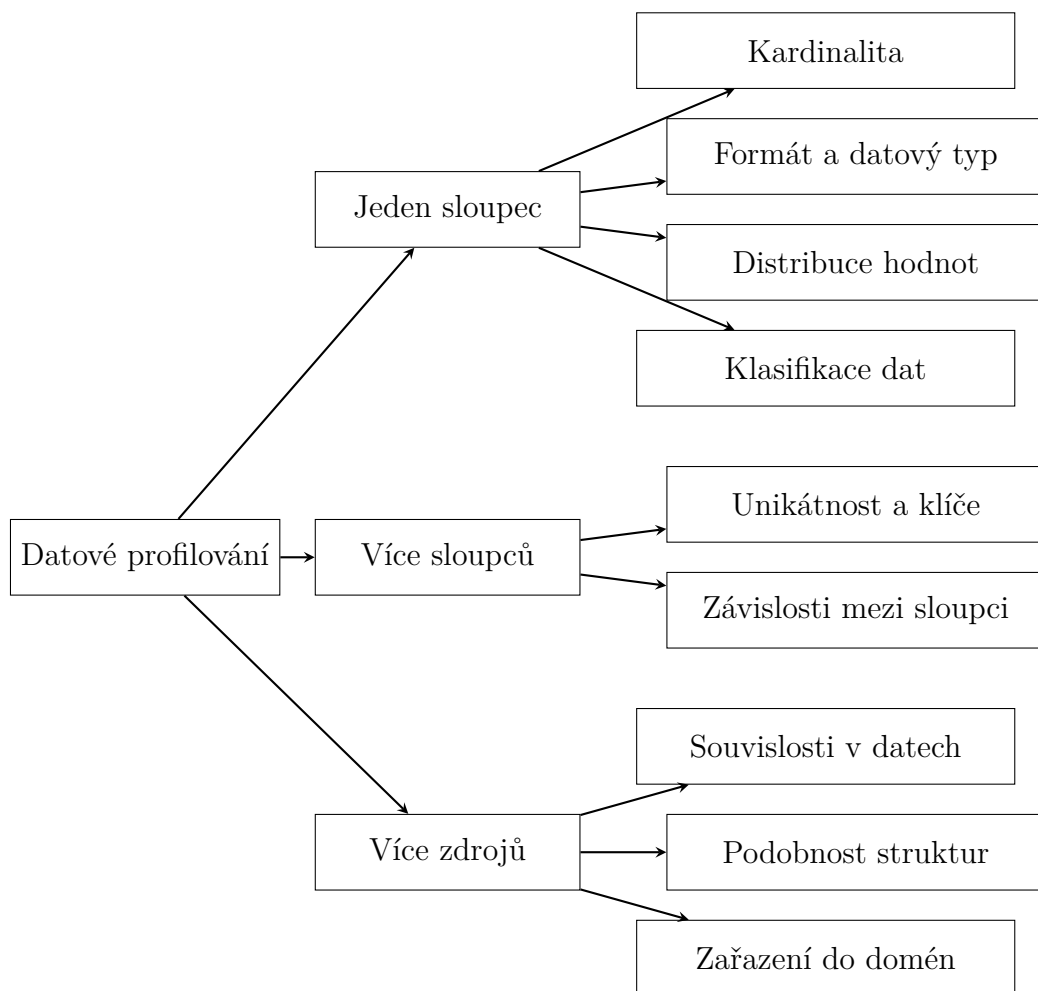 Kardinalita
Formát a datový typ
Jeden sloupec
Distribuce hodnot
Klasifikace dat
Unikátnost a klíče
Datové profilování
Více sloupců
Závislosti mezi sloupci
Souvislosti v datech
Více zdrojů
Podobnost struktur
Zařazení do domén